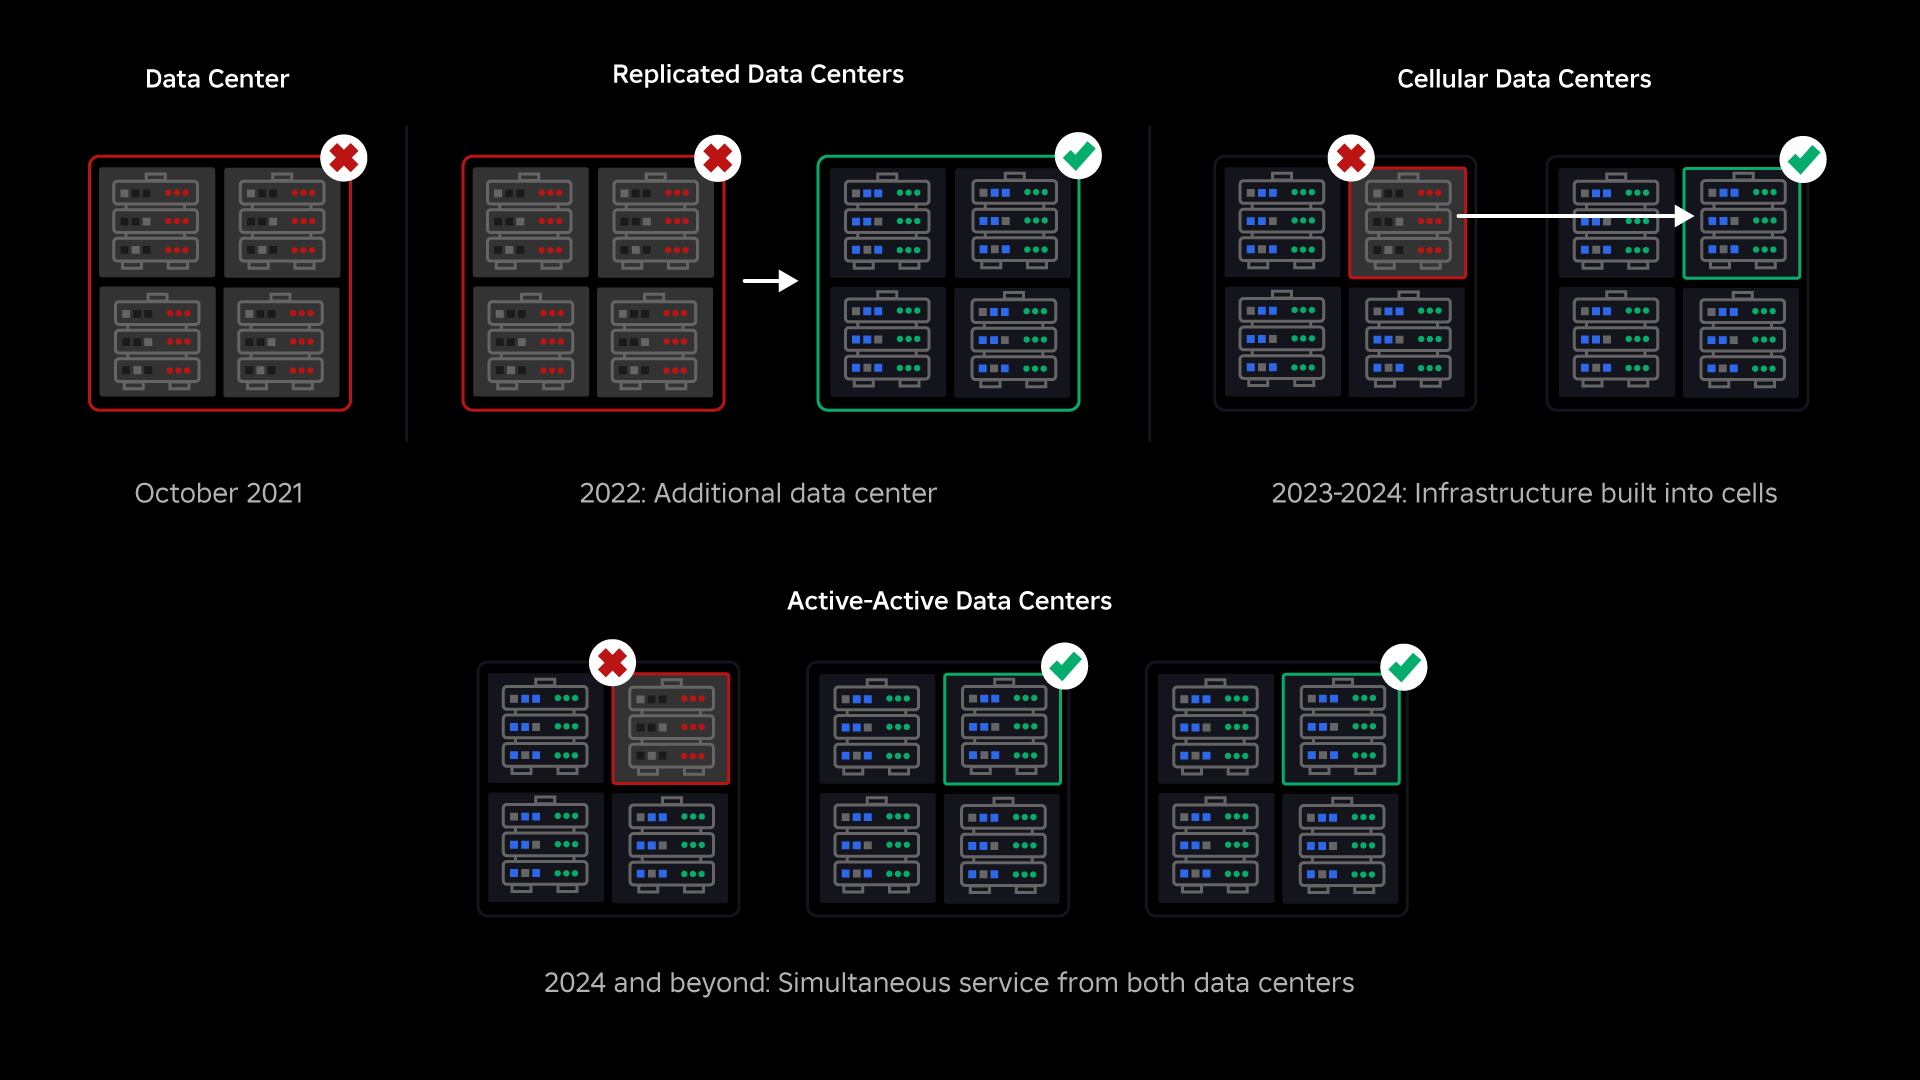 Data Center
Replicated Data Centers
Cellular Data Centers
October 2021
2022: Additional data center
2023-2024: Infrastructure built into cells
Active-Active Data Centers
2024 and beyond: Simultaneous service from both data centers